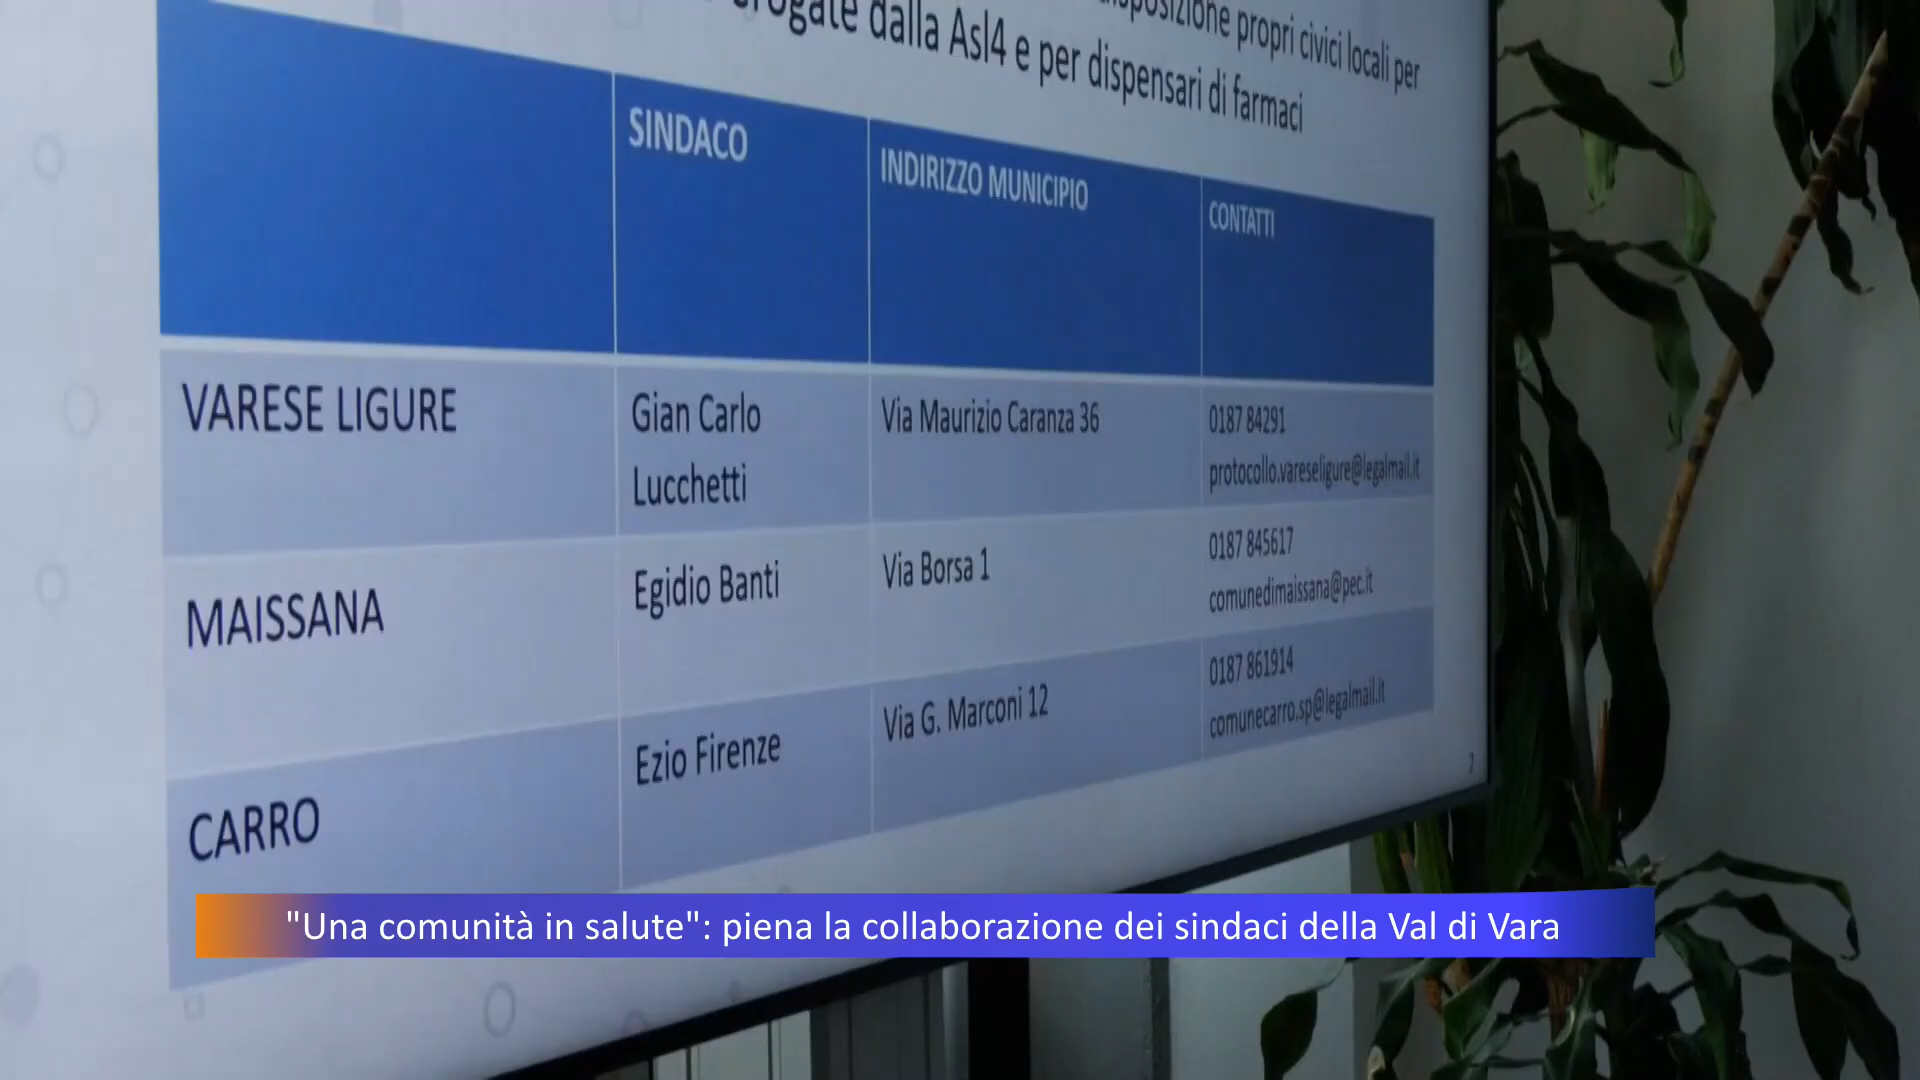 disposizione propri civici locali per
erogate dalla Asl4 e per dispensari di farmaci
SINDACO
INDIRIZZO MUNICIPIO
CONTATTI
VARESE LIGURE
Gian Carlo
Lucchetti
Via Maurizio Caranza 36
0187 84291
protocollo.vareseligure@legalmail.it
MAISSANA
Egidio Banti
Via Borsa 1
0187 845617
comunedimaissana@pec.it
CARRO
Ezio Firenze
Via G. Marconi 12
0187 861914
comunecarro.sp@legalmail.it
7
"Una comunità in salute": piena la collaborazione dei sindaci della Val di Vara